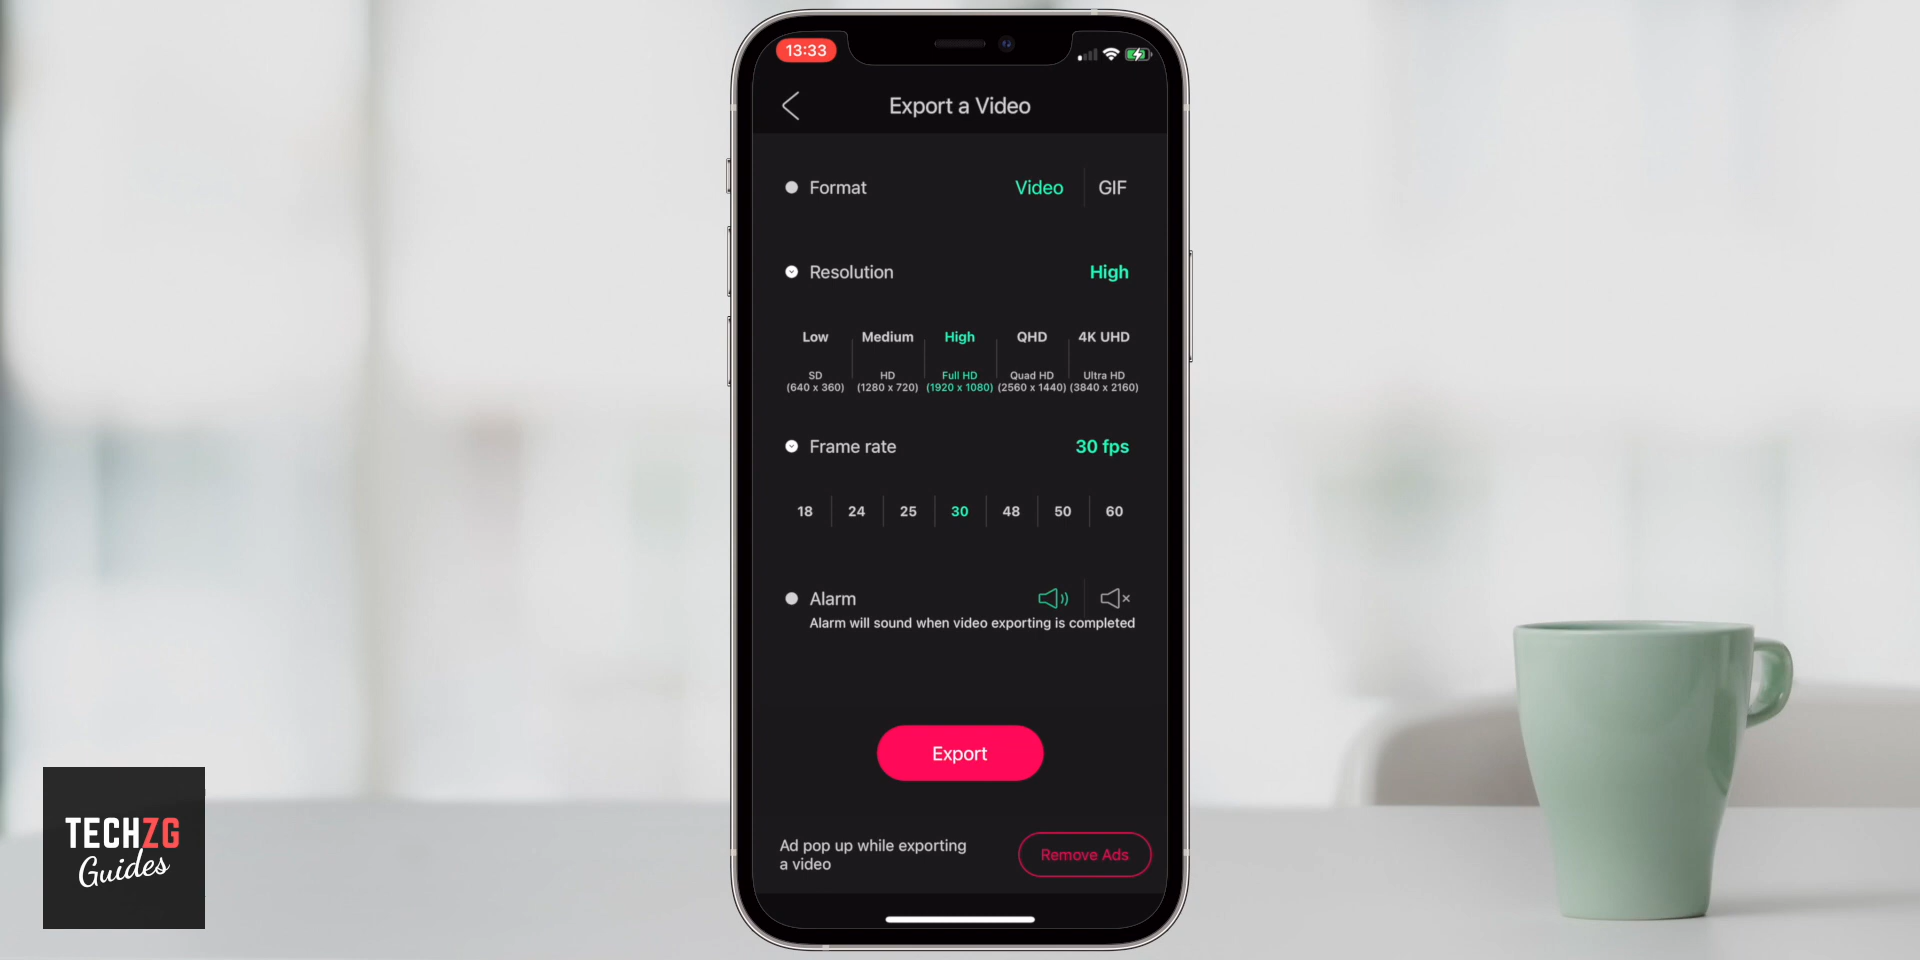 13:33
Export a Video
Format Video GIF
Resolution High
Low Medium High QHD 4K UHD
SD HD Full HD Quad HD Ultra HD
(640 x 360) (1280 x 720) (1920 x 1080) (2560 x 1440) (3840 x 2160)
Frame rate 30 fps
18 24 25 30 48 50 60
Alarm
Alarm will sound when video exporting is completed
Export
Ad pop up while exporting
a video
Remove Ads
TECHZG
Guides